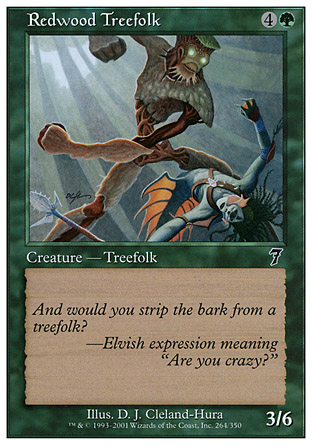 Redwood Treefolk 4
Creature — Treefolk
And would you strip the bark from a
treefolk?
—Elvish expression meaning
“Are you crazy?”
Illus. D. J. Cleland-Hura
™ & © 1993-2001 Wizards of the Coast, Inc. 264/350
3/6